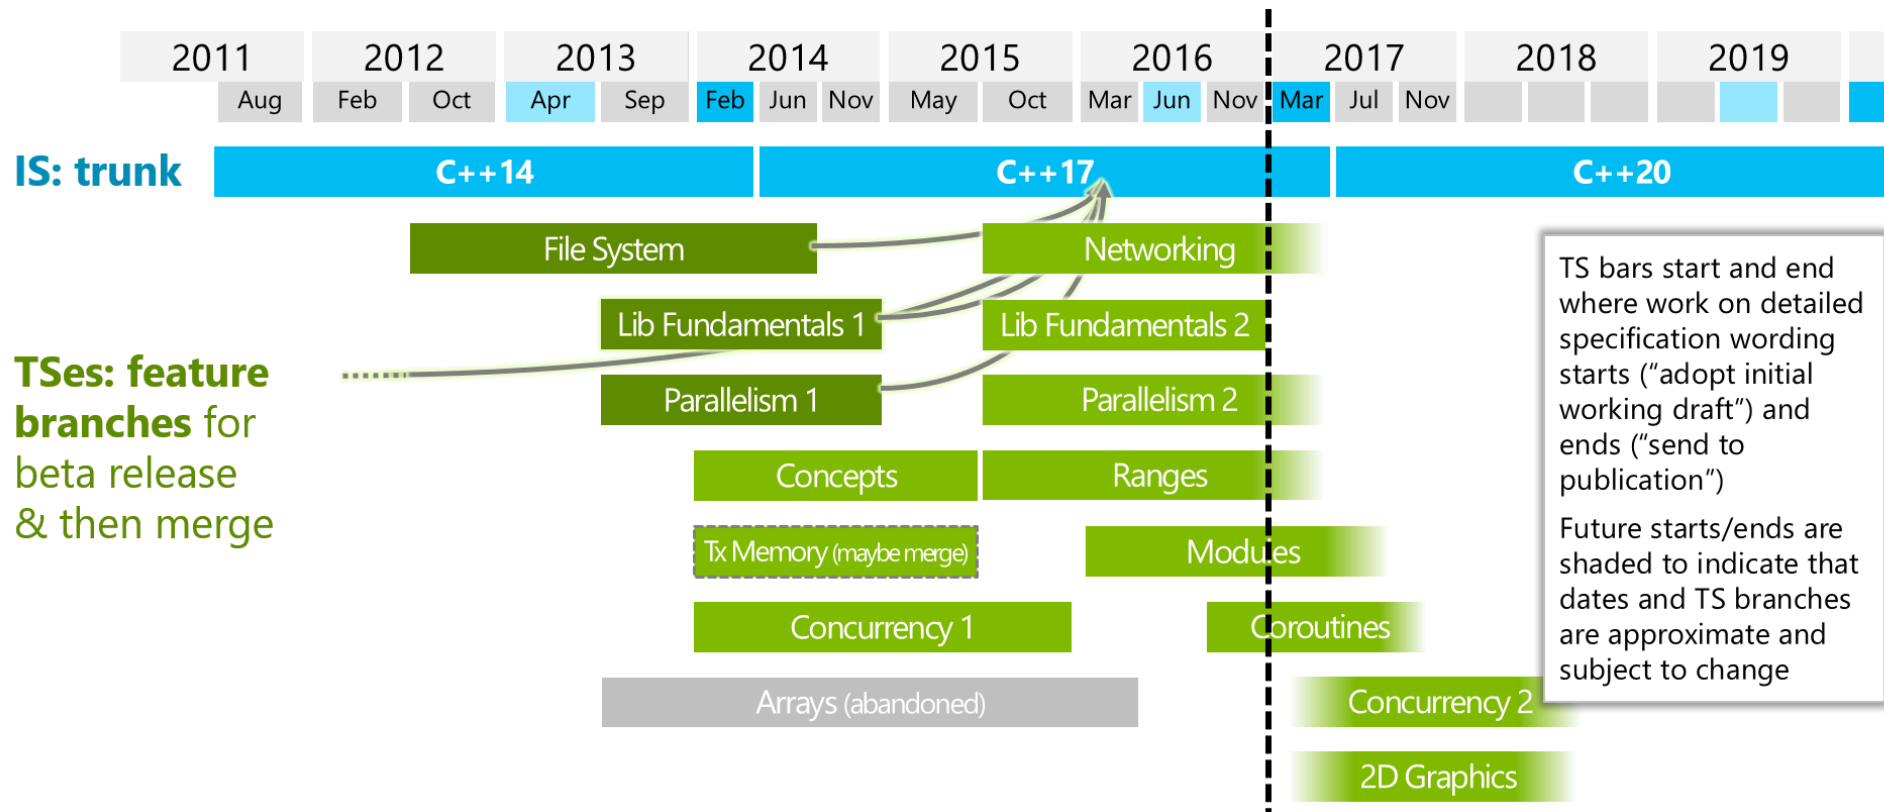 2011 2012 2013 2014 2015 2016 2017 2018 2019
Aug Feb Oct Apr Sep Feb Jun Nov May Oct Mar Jun Nov Mar Jul Nov
IS: trunk
C++14 C++17 C++20
File System Networking
Lib Fundamentals 1 Lib Fundamentals 2
Parallelism 1 Parallelism 2
Concepts Ranges
Tx Memory (maybe merge) Modules
Concurrency 1 Coroutines
Arrays (abandoned) Concurrency 2
2D Graphics
TSes: feature
branches for
beta release
& then merge
TS bars start and end
where work on detailed
specification wording
starts (“adopt initial
working draft”) and
ends (“send to
publication”)
Future starts/ends are
shaded to indicate that
dates and TS branches
are approximate and
subject to change